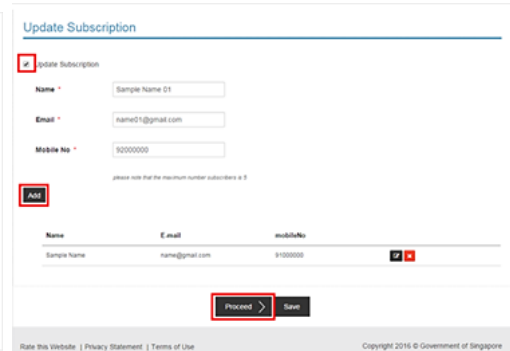 Update Subscription
Update Subscription
Name * Sample Name 01
Email * name01@gmail.com
Mobile No * 92000000
please note that the maximum number subscribers is 5
Add
Name E.mail mobileNo
Sample Name name@gmail.com 91000000
Proceed Save
Rate this Website | Privacy Statement | Terms of Use Copyright 2016 © Government of Singapore